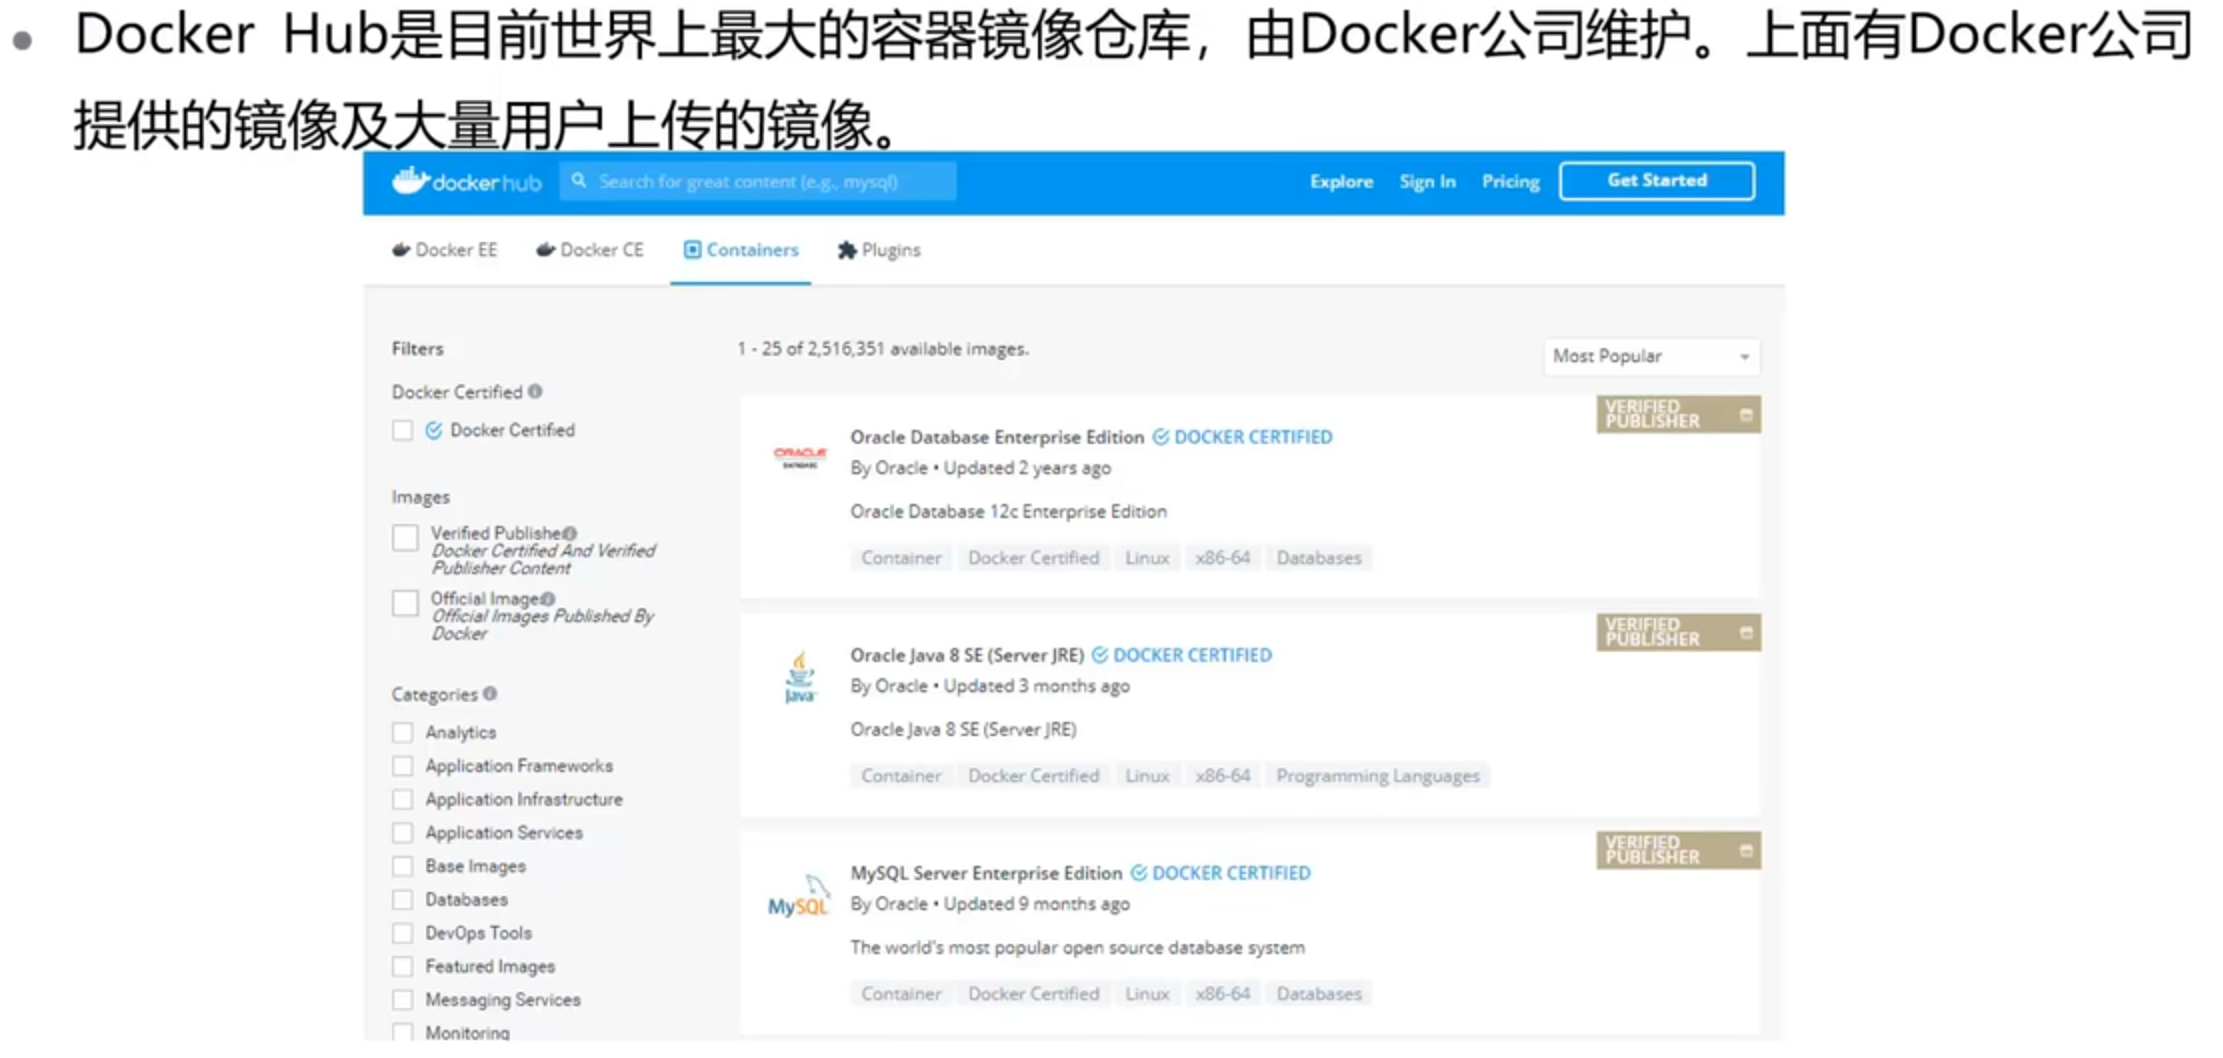 Docker Hub是目前世界上最大的容器镜像仓库，由Docker公司维护。上面有Docker公司
提供的镜像及大量用户上传的镜像。
dockerhub
Search for great content (e.g., mysql)
Explore
Sign In
Pricing
Get Started
Docker EE
Docker CE
Containers
Plugins
Filters
Docker Certified
Docker Certified
Images
Verified Publishe
Docker Certified And Verified
Publisher Content
Official Image
Official Images Published By
Docker
Categories
Analytics
Application Frameworks
Application Infrastructure
Application Services
Base Images
Databases
DevOps Tools
Featured Images
Messaging Services
Monitoring
1 - 25 of 2,516,351 available images.
Most Popular
VERIFIED
PUBLISHER
ORACLE
DATABASE
Oracle Database Enterprise Edition
DOCKER CERTIFIED
By Oracle • Updated 2 years ago
Oracle Database 12c Enterprise Edition
Container
Docker Certified
Linux
x86-64
Databases
VERIFIED
PUBLISHER
Java
Oracle Java 8 SE (Server JRE)
DOCKER CERTIFIED
By Oracle • Updated 3 months ago
Oracle Java 8 SE (Server JRE)
Container
Docker Certified
Linux
x86-64
Programming Languages
VERIFIED
PUBLISHER
MySQL
MySQL Server Enterprise Edition
DOCKER CERTIFIED
By Oracle • Updated 9 months ago
The world's most popular open source database system
Container
Docker Certified
Linux
x86-64
Databases